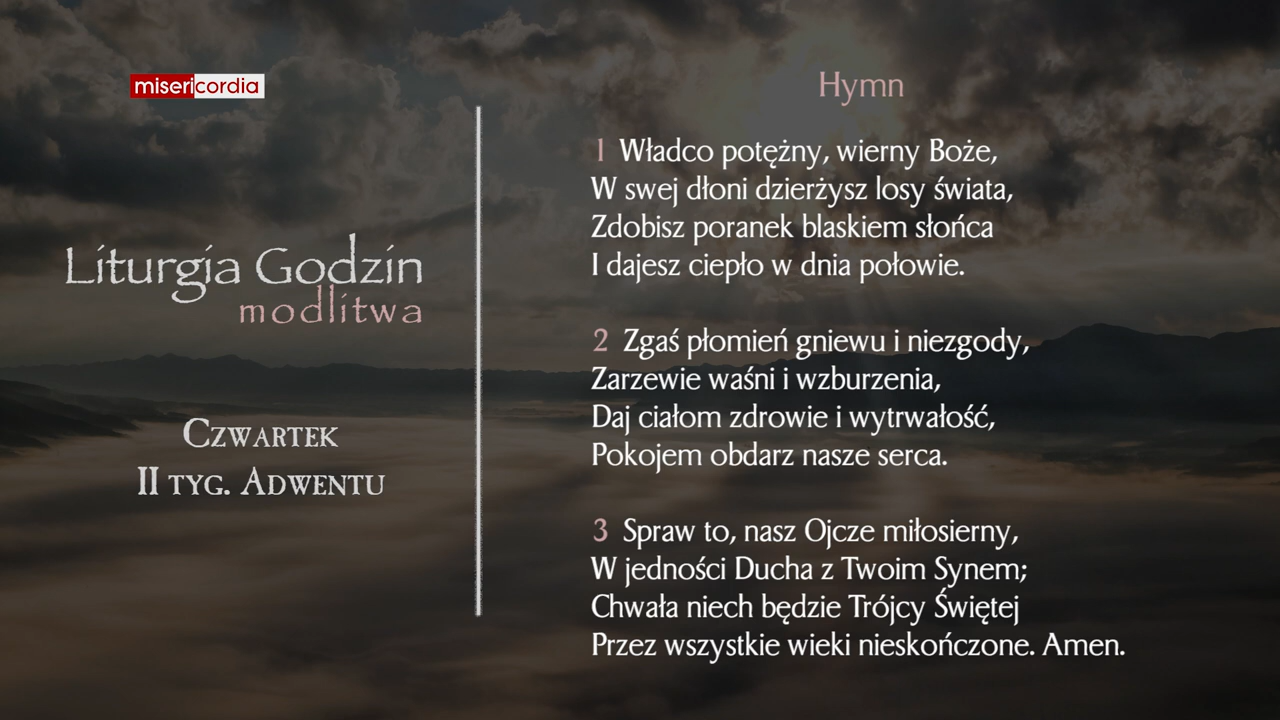 misericordia
Liturgia Godzin
modlitwa
Czwartek
II tyg. Adwentu
Hymn
1 Władco potężny, wierny Boże,
W swej dłoni dzierżysz losy świata,
Zdobisz poranek blaskiem słońca
I dajesz ciepło w dnia połowie.
2 Zgaś płomień gniewu i niezgody,
Zarzewie waśni i wzburzenia,
Daj ciałom zdrowie i wytrwałość,
Pokojem obdarz nasze serca.
3 Spraw to, nasz Ojcze miłosierny,
W jedności Ducha z Twoim Synem;
Chwała niech będzie Trójcy Świętej
Przez wszystkie wieki nieskończone. Amen.